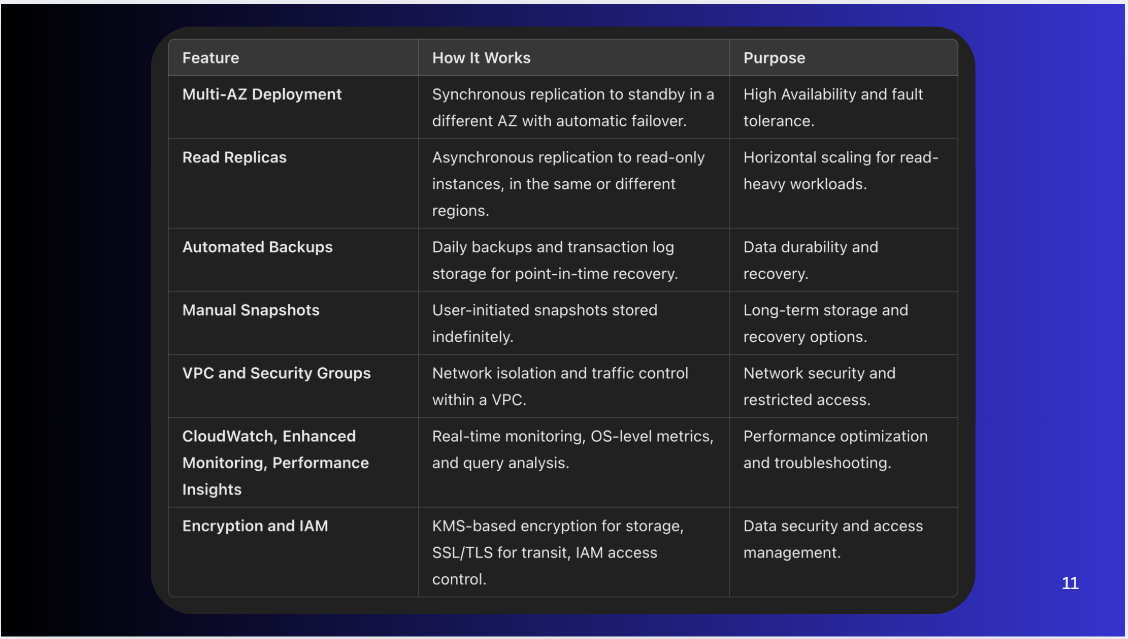 Feature How It Works Purpose
Multi-AZ Deployment
Synchronous replication to standby in a
different AZ with automatic failover.
High Availability and fault
tolerance.
Read Replicas
Asynchronous replication to read-only
instances, in the same or different
regions.
Horizontal scaling for read-
heavy workloads.
Automated Backups
Daily backups and transaction log
storage for point-in-time recovery.
Data durability and
recovery.
Manual Snapshots
User-initiated snapshots stored
indefinitely.
Long-term storage and
recovery options.
VPC and Security Groups
Network isolation and traffic control
within a VPC.
Network security and
restricted access.
CloudWatch, Enhanced
Monitoring, Performance
Insights
Real-time monitoring, OS-level metrics,
and query analysis.
Performance optimization
and troubleshooting.
Encryption and IAM
KMS-based encryption for storage,
SSL/TLS for transit, IAM access
control.
Data security and access
management.
11